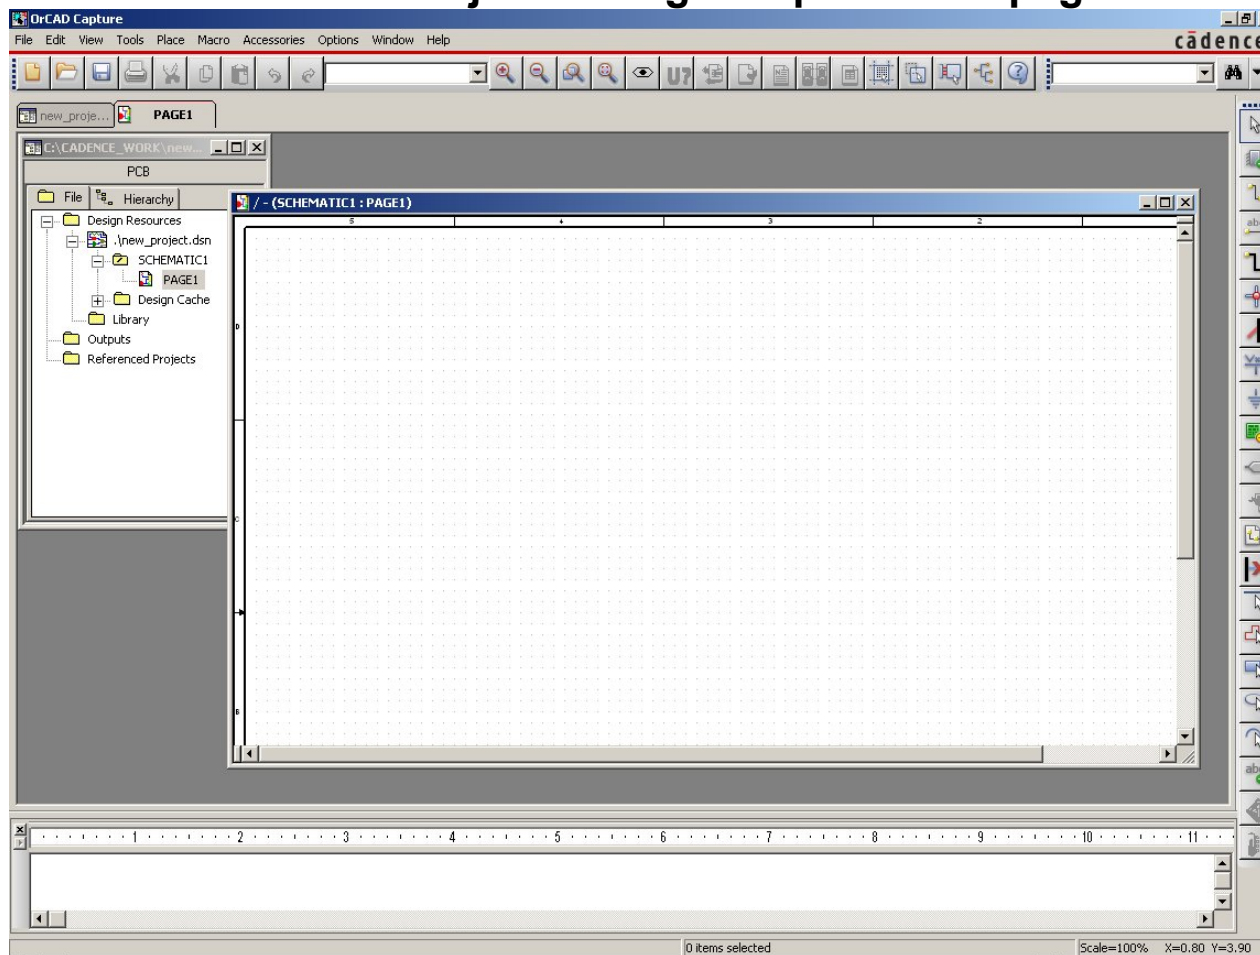 OrCAD Capture
File Edit View Tools Place Macro Accessories Options Window Help
cādence
U?
new_proje... PAGE1
C:\CADENCE_WORK\new...
PCB
File Hierarchy
/ - (SCHEMATIC1 : PAGE1)
5 4 3 2
Design Resources
.\new_project.dsn
SCHEMATIC1
PAGE1
Design Cache
Library
Outputs
Referenced Projects
D
C
B
1 2 3 4 5 6 7 8 9 10 11
0 items selected
Scale=100% X=0.80 Y=3.90